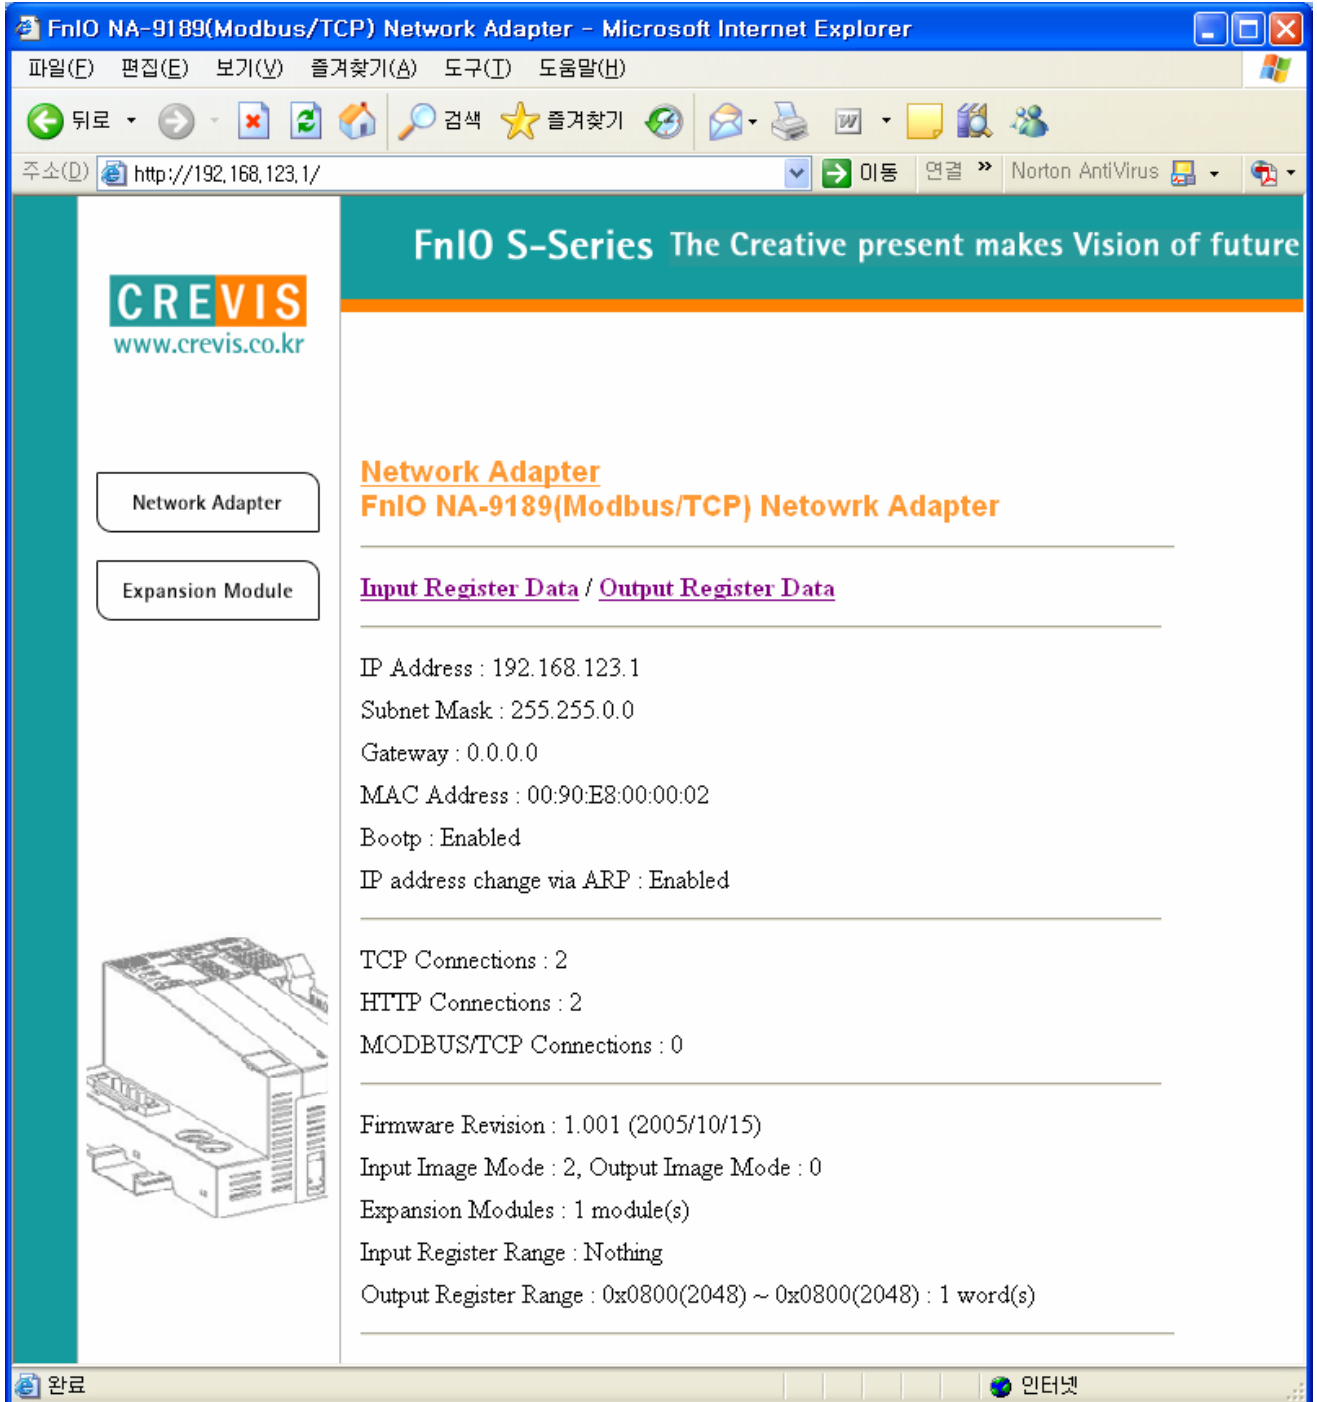 FnIO NA-9189(Modbus/TCP) Network Adapter - Microsoft Internet Explorer
파일(F) 편집(E) 보기(V) 즐겨찾기(A) 도구(T) 도움말(H)
뒤로 검색 즐겨찾기
주소(D) http://192.168.123.1/ 이동 연결 » Norton AntiVirus
FnIO S-Series The Creative present makes Vision of future
CREVIS
www.crevis.co.kr
Network Adapter
Expansion Module
Network Adapter
FnIO NA-9189(Modbus/TCP) Netowrk Adapter
Input Register Data / Output Register Data
IP Address : 192.168.123.1
Subnet Mask : 255.255.0.0
Gateway : 0.0.0.0
MAC Address : 00:90:E8:00:00:02
Bootp : Enabled
IP address change via ARP : Enabled
TCP Connections : 2
HTTP Connections : 2
MODBUS/TCP Connections : 0
Firmware Revision : 1.001 (2005/10/15)
Input Image Mode : 2, Output Image Mode : 0
Expansion Modules : 1 module(s)
Input Register Range : Nothing
Output Register Range : 0x0800(2048) ~ 0x0800(2048) : 1 word(s)
완료 인터넷